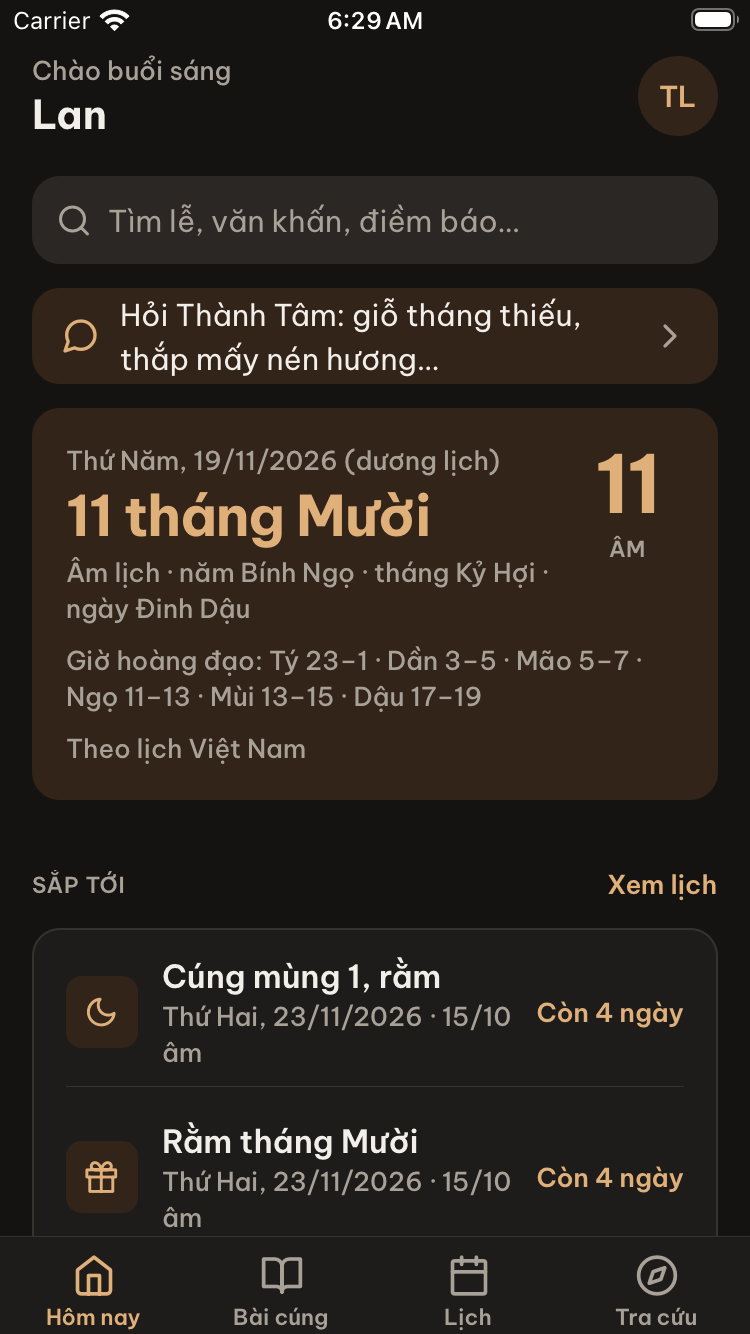 Carrier
6:29 AM
Chào buổi sáng
Lan
TL
Tìm lễ, văn khấn, điềm báo...
Hỏi Thành Tâm: giỗ tháng thiếu,
thắp mấy nén hương...
Thứ Năm, 19/11/2026 (dương lịch)
11 tháng Mười
11
ÂM
Âm lịch · năm Bính Ngọ · tháng Kỷ Hợi ·
ngày Đinh Dậu
Giờ hoàng đạo: Tý 23–1 · Dần 3–5 · Mão 5–7 ·
Ngọ 11–13 · Mùi 13–15 · Dậu 17–19
Theo lịch Việt Nam
SẮP TỚI
Xem lịch
Cúng mùng 1, rằm
Thứ Hai, 23/11/2026 · 15/10
âm
Còn 4 ngày
Rằm tháng Mười
Thứ Hai, 23/11/2026 · 15/10
âm
Còn 4 ngày
Hôm nay
Bài cúng
Lịch
Tra cứu